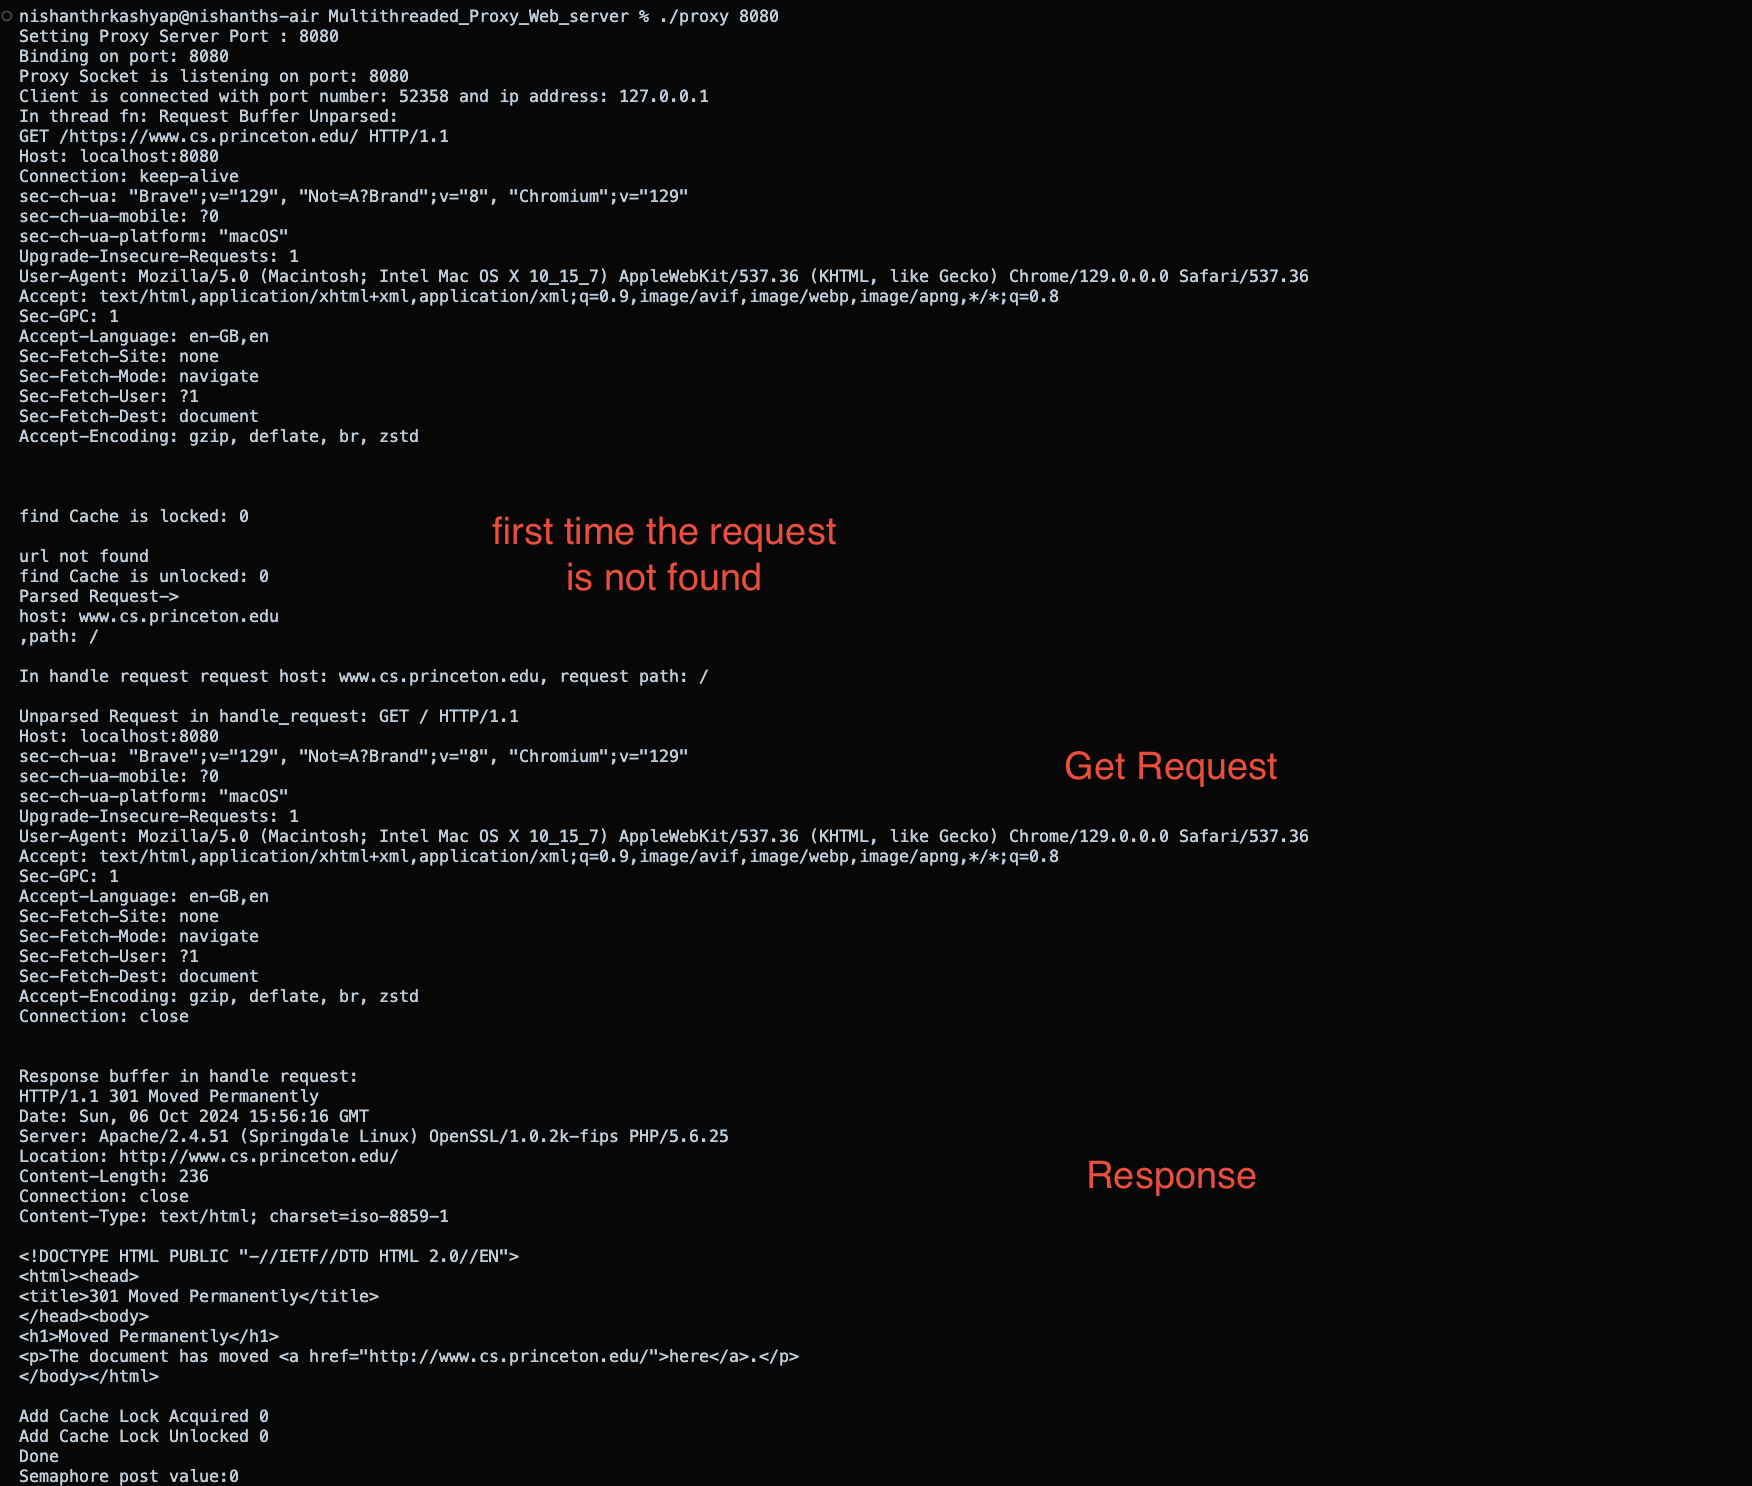 nishanthrkashyap@nishanths-air Multithreaded_Proxy_Web_server % ./proxy 8080
Setting Proxy Server Port : 8080
Binding on port: 8080
Proxy Socket is listening on port: 8080
Client is connected with port number: 52358 and ip address: 127.0.0.1
In thread fn: Request Buffer Unparsed:
GET /https://www.cs.princeton.edu/ HTTP/1.1
Host: localhost:8080
Connection: keep-alive
sec-ch-ua: "Brave";v="129", "Not=A?Brand";v="8", "Chromium";v="129"
sec-ch-ua-mobile: ?0
sec-ch-ua-platform: "macOS"
Upgrade-Insecure-Requests: 1
User-Agent: Mozilla/5.0 (Macintosh; Intel Mac OS X 10_15_7) AppleWebKit/537.36 (KHTML, like Gecko) Chrome/129.0.0.0 Safari/537.36
Accept: text/html,application/xhtml+xml,application/xml;q=0.9,image/avif,image/webp,image/apng,*/*;q=0.8
Sec-GPC: 1
Accept-Language: en-GB,en
Sec-Fetch-Site: none
Sec-Fetch-Mode: navigate
Sec-Fetch-User: ?1
Sec-Fetch-Dest: document
Accept-Encoding: gzip, deflate, br, zstd
find Cache is locked: 0
first time the request
is not found
url not found
find Cache is unlocked: 0
Parsed Request->
host: www.cs.princeton.edu
,path: /
In handle request request host: www.cs.princeton.edu, request path: /
Unparsed Request in handle_request: GET / HTTP/1.1
Host: localhost:8080
sec-ch-ua: "Brave";v="129", "Not=A?Brand";v="8", "Chromium";v="129"
Get Request
sec-ch-ua-mobile: ?0
sec-ch-ua-platform: "macOS"
Upgrade-Insecure-Requests: 1
User-Agent: Mozilla/5.0 (Macintosh; Intel Mac OS X 10_15_7) AppleWebKit/537.36 (KHTML, like Gecko) Chrome/129.0.0.0 Safari/537.36
Accept: text/html,application/xhtml+xml,application/xml;q=0.9,image/avif,image/webp,image/apng,*/*;q=0.8
Sec-GPC: 1
Accept-Language: en-GB,en
Sec-Fetch-Site: none
Sec-Fetch-Mode: navigate
Sec-Fetch-User: ?1
Sec-Fetch-Dest: document
Accept-Encoding: gzip, deflate, br, zstd
Connection: close
Response buffer in handle request:
HTTP/1.1 301 Moved Permanently
Date: Sun, 06 Oct 2024 15:56:16 GMT
Server: Apache/2.4.51 (Springdale Linux) OpenSSL/1.0.2k-fips PHP/5.6.25
Location: http://www.cs.princeton.edu/
Content-Length: 236
Response
Connection: close
Content-Type: text/html; charset=iso-8859-1
<!DOCTYPE HTML PUBLIC "-//IETF//DTD HTML 2.0//EN">
<html><head>
<title>301 Moved Permanently</title>
</head><body>
<h1>Moved Permanently</h1>
<p>The document has moved <a href="http://www.cs.princeton.edu/">here</a>.</p>
</body></html>
Add Cache Lock Acquired 0
Add Cache Lock Unlocked 0
Done
Semaphore post value:0